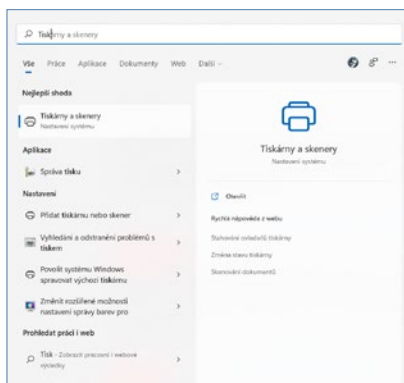 Tiskárny a skenery
Vše Práce Aplikace Dokumenty Web Další
Nejlepší shoda
Tiskárny a skenery
Nastavení systému
Aplikace
Správa tisku
Nastavení
Přidat tiskárnu nebo skener
Vyhledání a odstranění problémů s
tiskem
Povolit systému Windows
spravovat výchozí tiskárnu
Změnit rozšířené možnosti
nastavení správy barev pro
Prohledat práci i web
Tisk - Zobrazit pracovní i webové
výsledky
Tiskárny a skenery
Nastavení systému
Otevřít
Rychlá nápověda z webu
Stahování ovladačů tiskárny
Změna stavu tiskárny
Skenování dokumentů